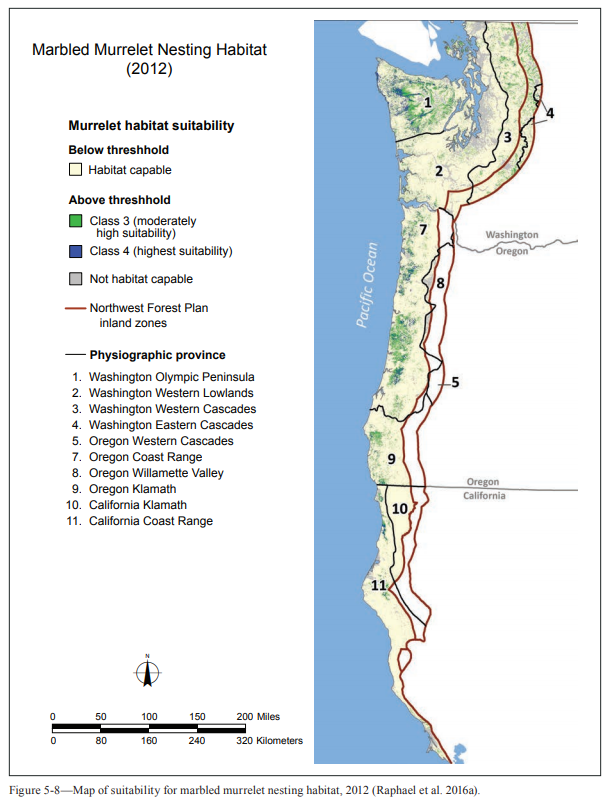 Marbled Murrelet Nesting Habitat
(2012)
Murrelet habitat suitability
Below threshhold
Habitat capable
Above threshhold
Class 3 (moderately
high suitability)
Class 4 (highest suitability)
Not habitat capable
Northwest Forest Plan
inland zones
Physiographic province
1. Washington Olympic Peninsula
2. Washington Western Lowlands
3. Washington Western Cascades
4. Washington Eastern Cascades
5. Oregon Western Cascades
7. Oregon Coast Range
8. Oregon Willamette Valley
9. Oregon Klamath
10. California Klamath
11. California Coast Range
N
0 50 100 150 200 Miles
0 80 160 240 320 Kilometers
1
4
3
2
7
Washington
Oregon
Pacific Ocean
8
5
9
Oregon
California
10
11
Figure 5-8—Map of suitability for marbled murrelet nesting habitat, 2012 (Raphael et al. 2016a).